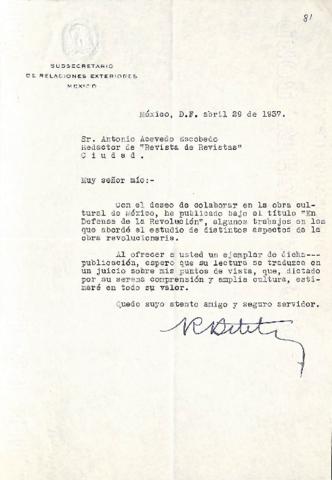 81
SUBSECRETARIO
DE RELACIONES EXTERIORES
MEXICO
México, D.F. abril 29 de 1937.
Sr. Antonio Acevedo Escobedo
Redactor de "Revista de Revistas"
C i u d a d .
Muy señor mío:-
Con el deseo de colaborar en la obra cul-
tural de México, he publicado bajo el título "En
Defensa de la Revolución", algunos trabajos en los
que abordé el estudio de distintos aspectos de la
obra revolucionaria.
Al ofrecer a usted un ejemplar de dicha---
publicación, espero que su lectura se traduzca en
un juicio sobre mis puntos de vista, que, dictado
por su serena comprensión y amplia cultura, esti-
maré en todo su valor.
Quedo suyo atento amigo y seguro servidor.